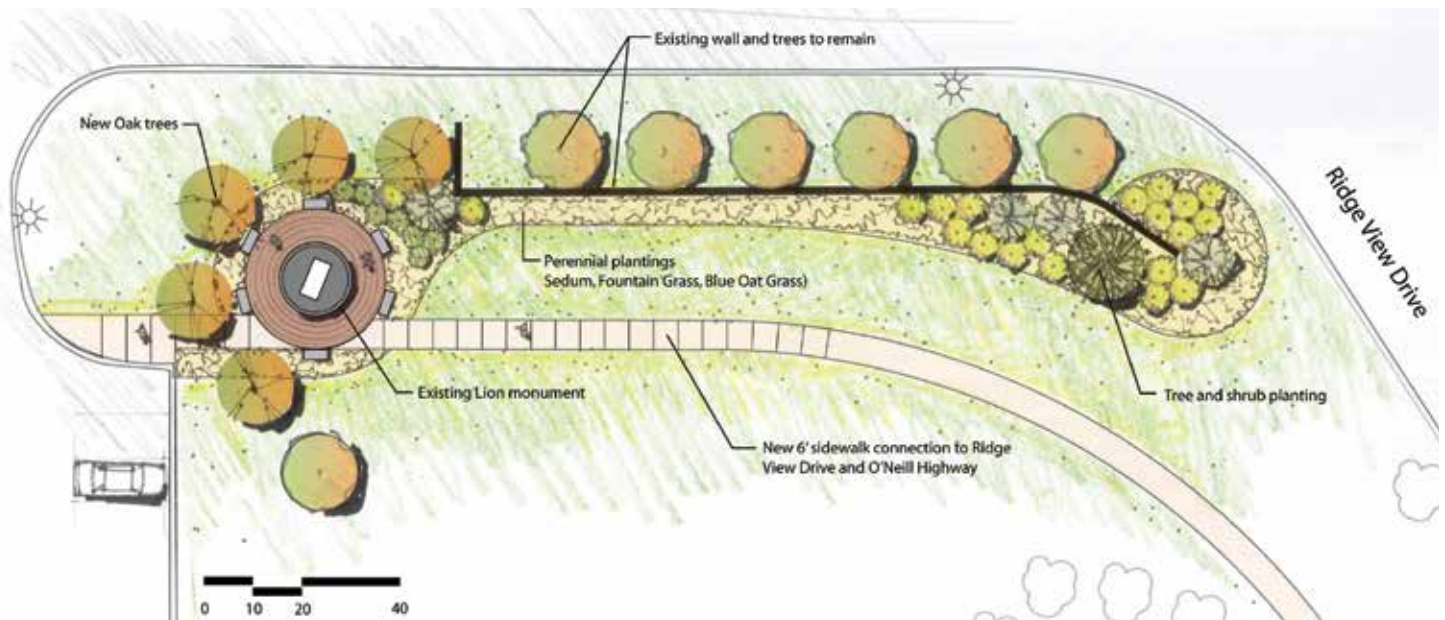 Existing wall and trees to remain
New Oak trees
Ridge View Drive
Perennial plantings
Sedum, Fountain Grass, Blue Oat Grass)
Existing Lion monument
Tree and shrub planting
New 6' sidewalk connection to Ridge
View Drive and O'Neill Highway
0 10 20 40